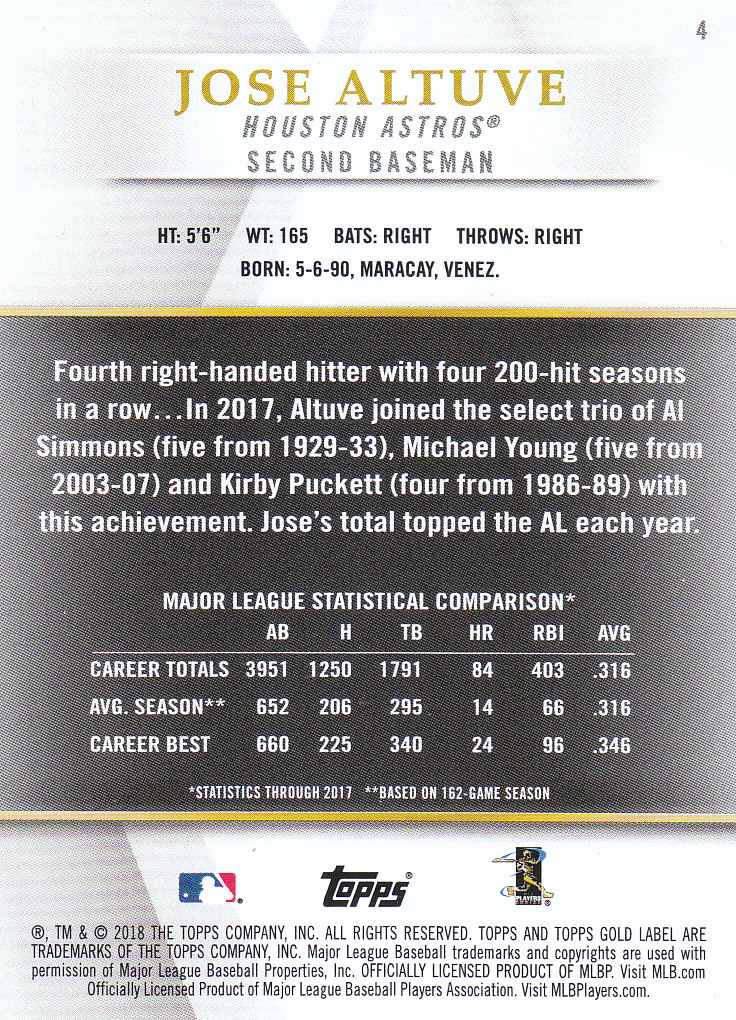 4
JOSE ALTUVE
HOUSTON ASTROS®
SECOND BASEMAN
HT: 5'6" WT: 165 BATS: RIGHT THROWS: RIGHT
BORN: 5-6-90, MARACAY, VENEZ.
Fourth right-handed hitter with four 200-hit seasons
in a row...In 2017, Altuve joined the select trio of Al
Simmons (five from 1929-33), Michael Young (five from
2003-07) and Kirby Puckett (four from 1986-89) with
this achievement. Jose's total topped the AL each year.
MAJOR LEAGUE STATISTICAL COMPARISON*
AB H TB HR RBI AVG
CAREER TOTALS 3951 1250 1791 84 403 .316
AVG. SEASON** 652 206 295 14 66 .316
CAREER BEST 660 225 340 24 96 .346
*STATISTICS THROUGH 2017 **BASED ON 162-GAME SEASON
® Topps® PLAYERS CHOICE ®
®, TM & © 2018 THE TOPPS COMPANY, INC. ALL RIGHTS RESERVED. TOPPS AND TOPPS GOLD LABEL ARE
TRADEMARKS OF THE TOPPS COMPANY, INC. Major League Baseball trademarks and copyrights are used with
permission of Major League Baseball Properties, Inc. OFFICIALLY LICENSED PRODUCT OF MLBP. Visit MLB.com
Officially Licensed Product of Major League Baseball Players Association. Visit MLBPlayers.com.